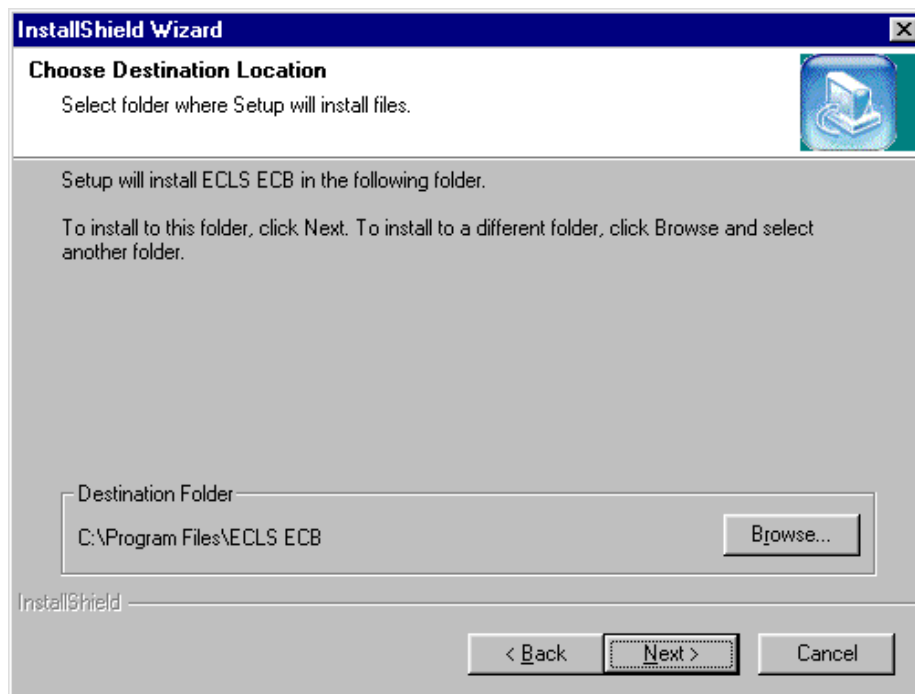 InstallShield Wizard
Choose Destination Location
Select folder where Setup will install files.
Setup will install ECLS ECB in the following folder.
To install to this folder, click Next. To install to a different folder, click Browse and select
another folder.
Destination Folder
C:\Program Files\ECLS ECB
Browse...
InstallShield
< Back
Next >
Cancel